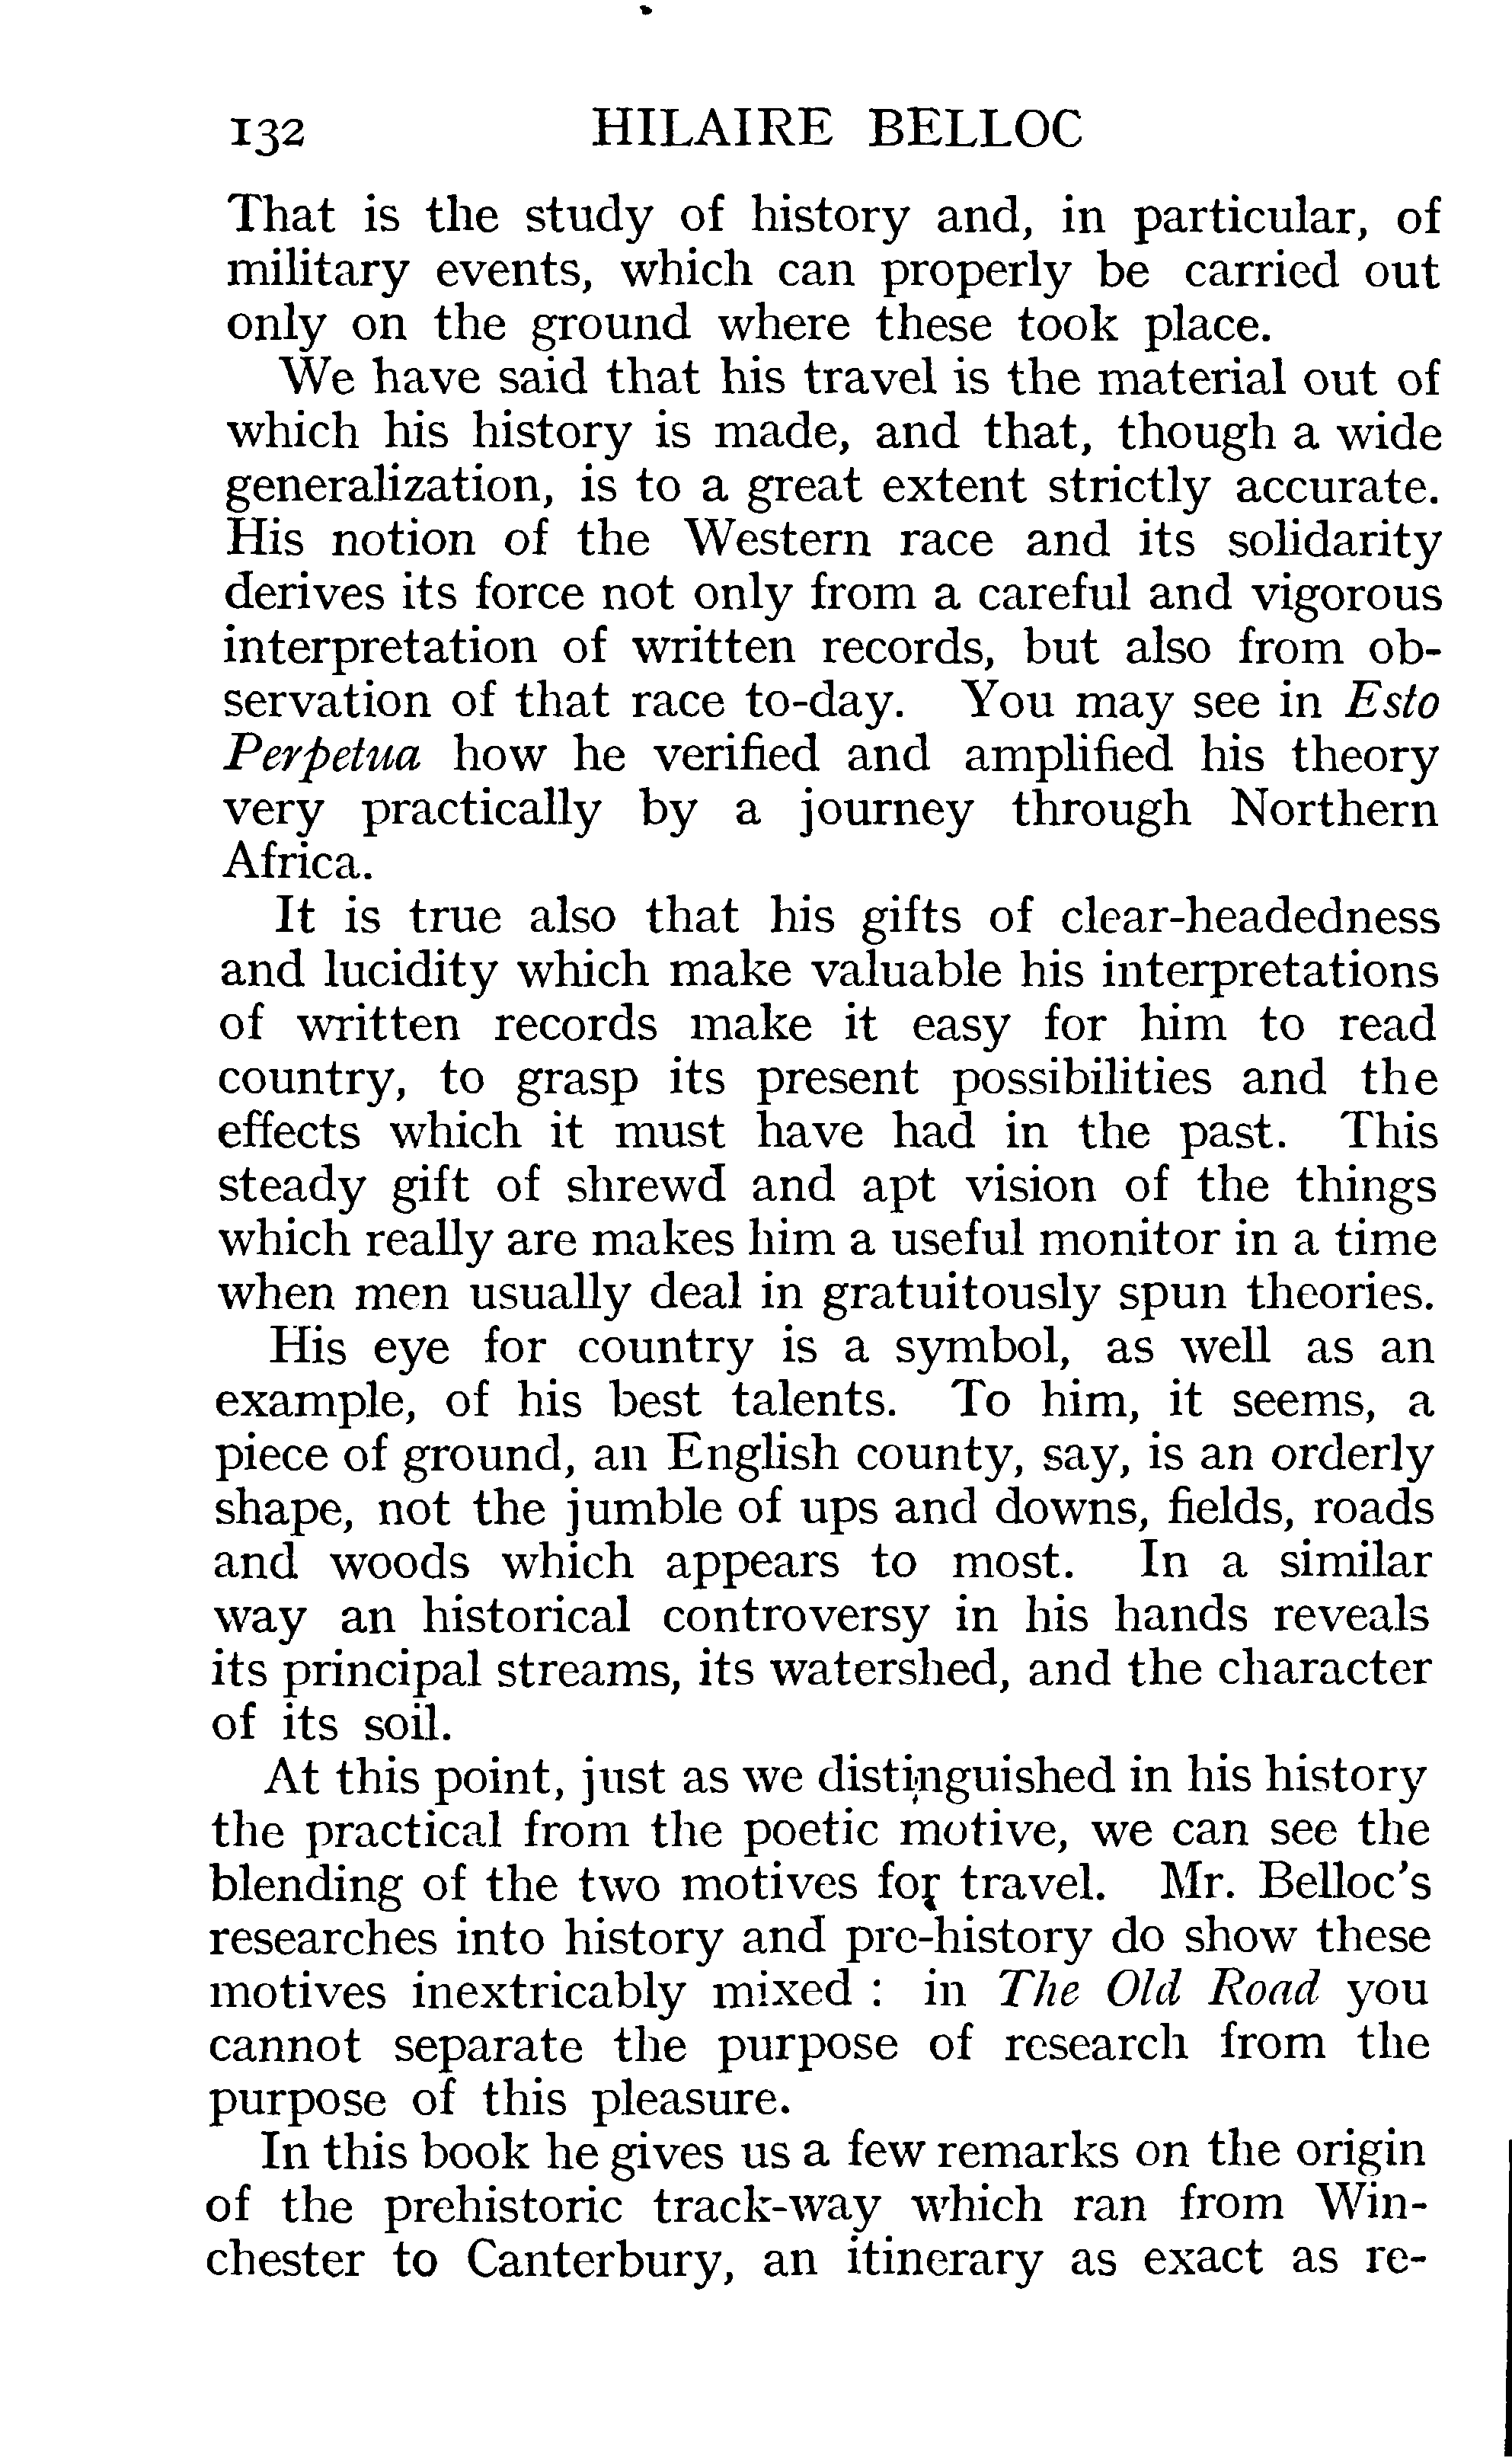 132 HILAIRE BELLOC
That is the study of history and, in particular, of
military events, which can properly be carried out
only on the ground where these took place.
We have said that his travel is the material out of
which his history is made, and that, though a wide
generalization, is to a great extent strictly accurate.
His notion of the Western race and its solidarity
derives its force not only from a careful and vigorous
interpretation of written records, but also from ob-
servation of that race to-day. You may see in Esto
Perpetua how he verified and amplified his theory
very practically by a journey through Northern
Africa.
It is true also that his gifts of clear-headedness
and lucidity which make valuable his interpretations
of written records make it easy for him to read
country, to grasp its present possibilities and the
effects which it must have had in the past. This
steady gift of shrewd and apt vision of the things
which really are makes him a useful monitor in a time
when men usually deal in gratuitously spun theories.
His eye for country is a symbol, as well as an
example, of his best talents. To him, it seems, a
piece of ground, an English county, say, is an orderly
shape, not the jumble of ups and downs, fields, roads
and woods which appears to most. In a similar
way an historical controversy in his hands reveals
its principal streams, its watershed, and the character
of its soil.
At this point, just as we distinguished in his history
the practical from the poetic motive, we can see the
blending of the two motives for travel. Mr. Belloc's
researches into history and pre-history do show these
motives inextricably mixed : in The Old Road you
cannot separate the purpose of research from the
purpose of this pleasure.
In this book he gives us a few remarks on the origin
of the prehistoric track-way which ran from Win-
chester to Canterbury, an itinerary as exact as re-